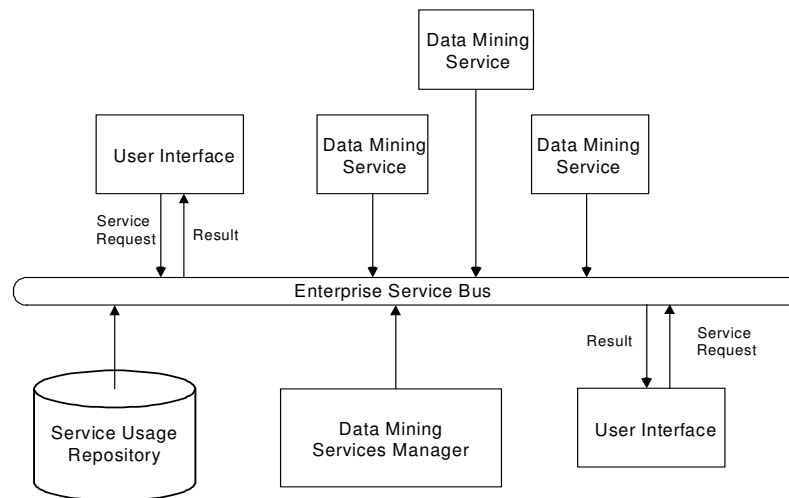 Data Mining
Service
User Interface
Data Mining
Service
Data Mining
Service
Service
Request
Result
Enterprise Service Bus
Result
Service
Request
Service Usage
Repository
Data Mining
Services Manager
User Interface